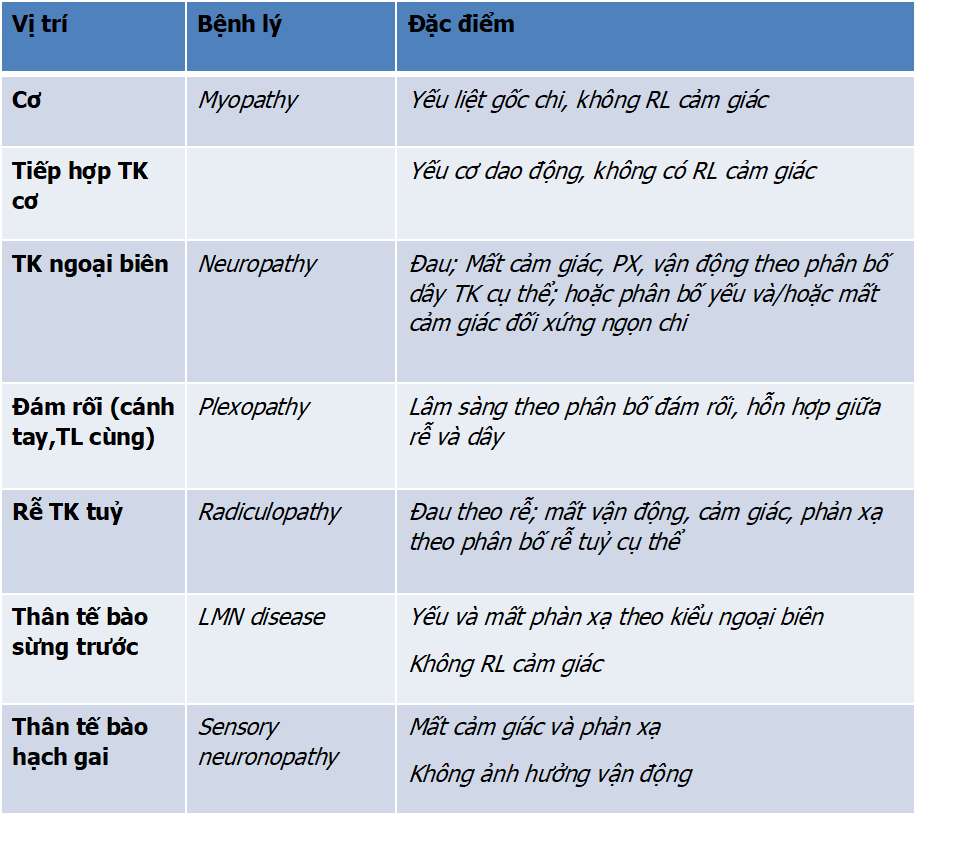 Vị trí
Bệnh lý
Đặc điểm
Cơ
Myopathy
Yếu liệt gốc chi, không RL cảm giác
Tiếp hợp TK
cơ
Yếu cơ dao động, không có RL cảm giác
TK ngoại biên
Neuropathy
Đau; Mất cảm giác, PX, vận động theo phân bố
dây TK cụ thể; hoặc phân bố yếu và/hoặc mất
cảm giác đối xứng ngọn chi
Đám rối (cánh
tay,TL cùng)
Plexopathy
Lâm sàng theo phân bố đám rối, hỗn hợp giữa
rễ và dây
Rễ TK tuỷ
Radiculopathy
Đau theo rễ; mất vận động, cảm giác, phản xạ
theo phân bố rễ tuỷ cụ thể
Thân tế bào
sừng trước
LMN disease
Yếu và mất phàn xạ theo kiểu ngoại biên
Không RL cảm giác
Thân tế bào
hạch gai
Sensory
neuronopathy
Mất cảm gíác và phản xạ
Không ảnh hưởng vận động